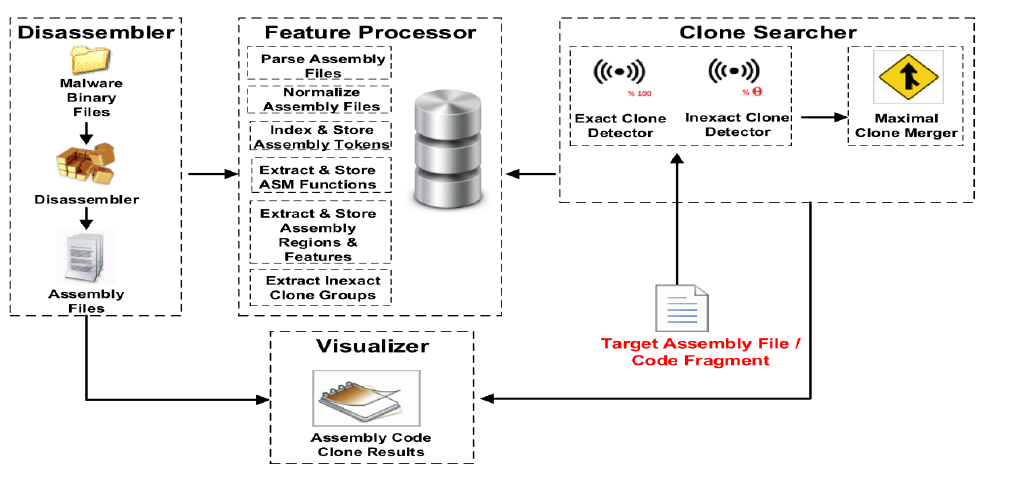 Disassembler
Malware
Binary
Files
Disassembler
Assembly
Files
Feature Processor
Parse Assembly
Files
Normalize
Assembly Files
Index & Store
Assembly Tokens
Extract & Store
ASM Functions
Extract & Store
Assembly
Regions &
Features
Extract Inexact
Clone Groups
Clone Searcher
% 100
Exact Clone
Detector
% θ
Inexact Clone
Detector
Maximal
Clone Merger
Target Assembly File /
Code Fragment
Visualizer
Assembly Code
Clone Results